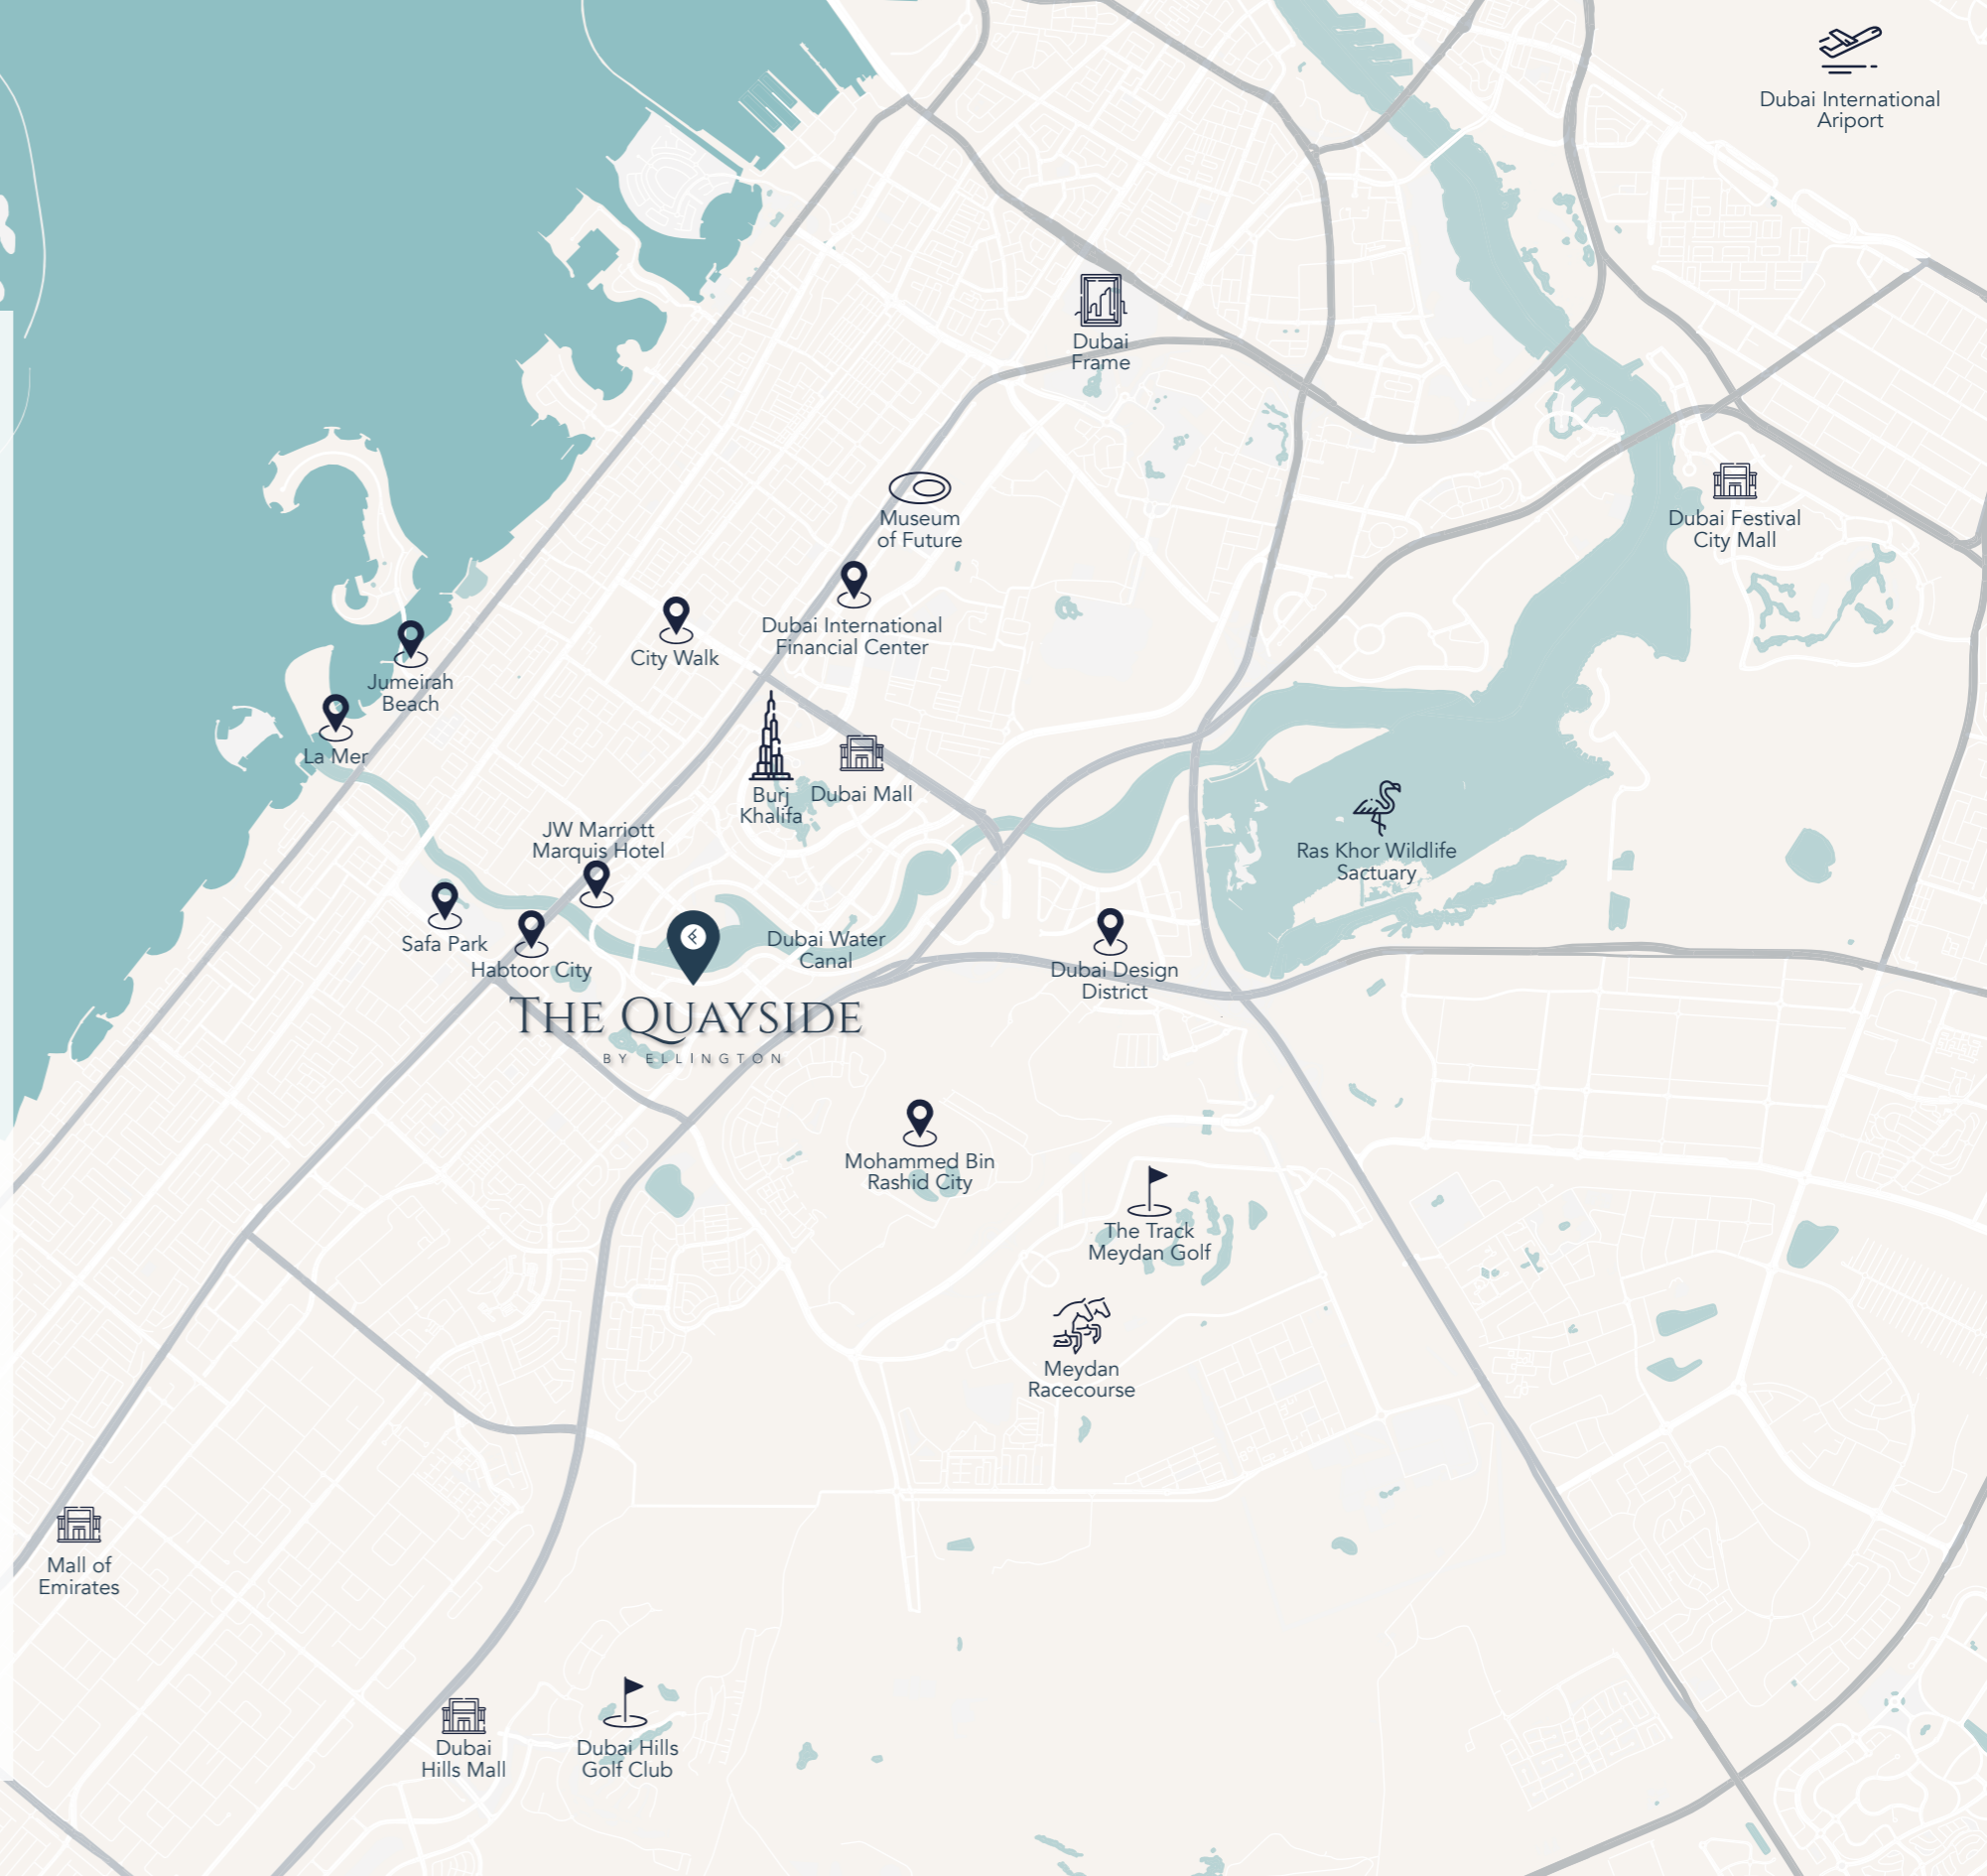 Dubai International
Ariport
Dubai
Frame
Museum
of Future
Dubai Festival
City Mall
Dubai International
Financial Center
City Walk
Jumeirah
Beach
La Mer
Burj
Khalifa
Dubai Mall
JW Marriott
Marquis Hotel
Ras Khor Wildlife
Sactuary
Safa Park
Habtoor City
Dubai Water
Canal
Dubai Design
District
THE QUAYSIDE
BY ELLINGTON
Mohammed Bin
Rashid City
The Track
Meydan Golf
Meydan
Racecourse
Mall of
Emirates
Dubai
Hills Mall
Dubai Hills
Golf Club